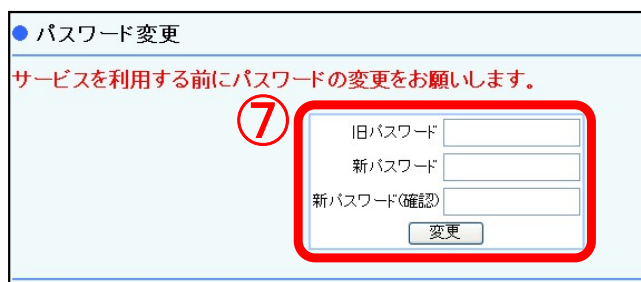 パスワード変更
サービスを利用する前にパスワードの変更をお願いします。
⑦
旧パスワード
新パスワード
新パスワード(確認)
変更